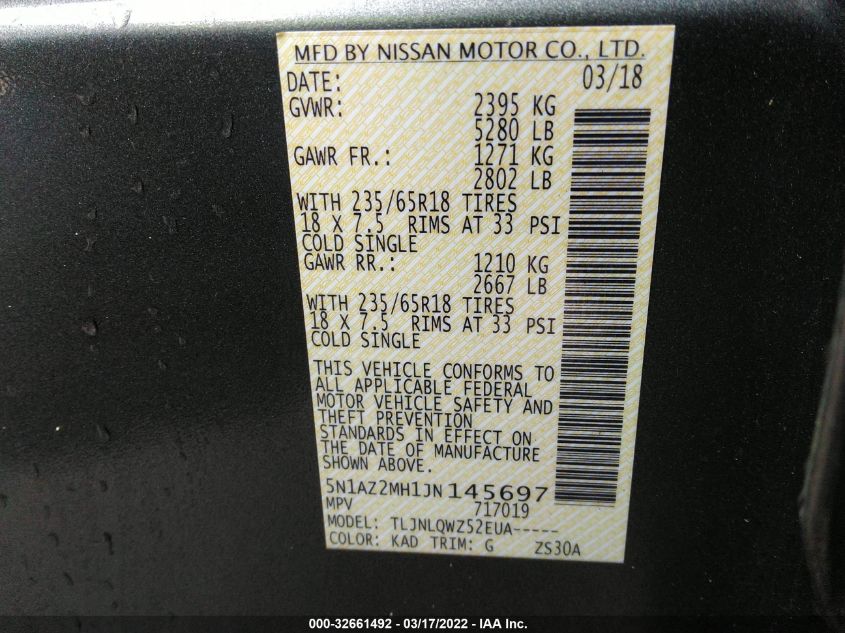 MFD BY NISSAN MOTOR CO., LTD.
DATE: 03/18
GVWR: 2395 KG
5280 LB
GAWR FR.: 1271 KG
2802 LB
WITH 235/65R18 TIRES
18 X 7.5 RIMS AT 33 PSI
COLD SINGLE
GAWR RR.: 1210 KG
2667 LB
WITH 235/65R18 TIRES
18 X 7.5 RIMS AT 33 PSI
COLD SINGLE
THIS VEHICLE CONFORMS TO
ALL APPLICABLE FEDERAL
MOTOR VEHICLE SAFETY AND
THEFT PREVENTION
STANDARDS IN EFFECT ON
THE DATE OF MANUFACTURE
SHOWN ABOVE.
5N1AZ2MH1JN145697
MPV 717019
MODEL: TLJNLQWZ52EUA-----
COLOR: KAD TRIM: G ZS30A
000-32661492 - 03/17/2022 - IAA Inc.